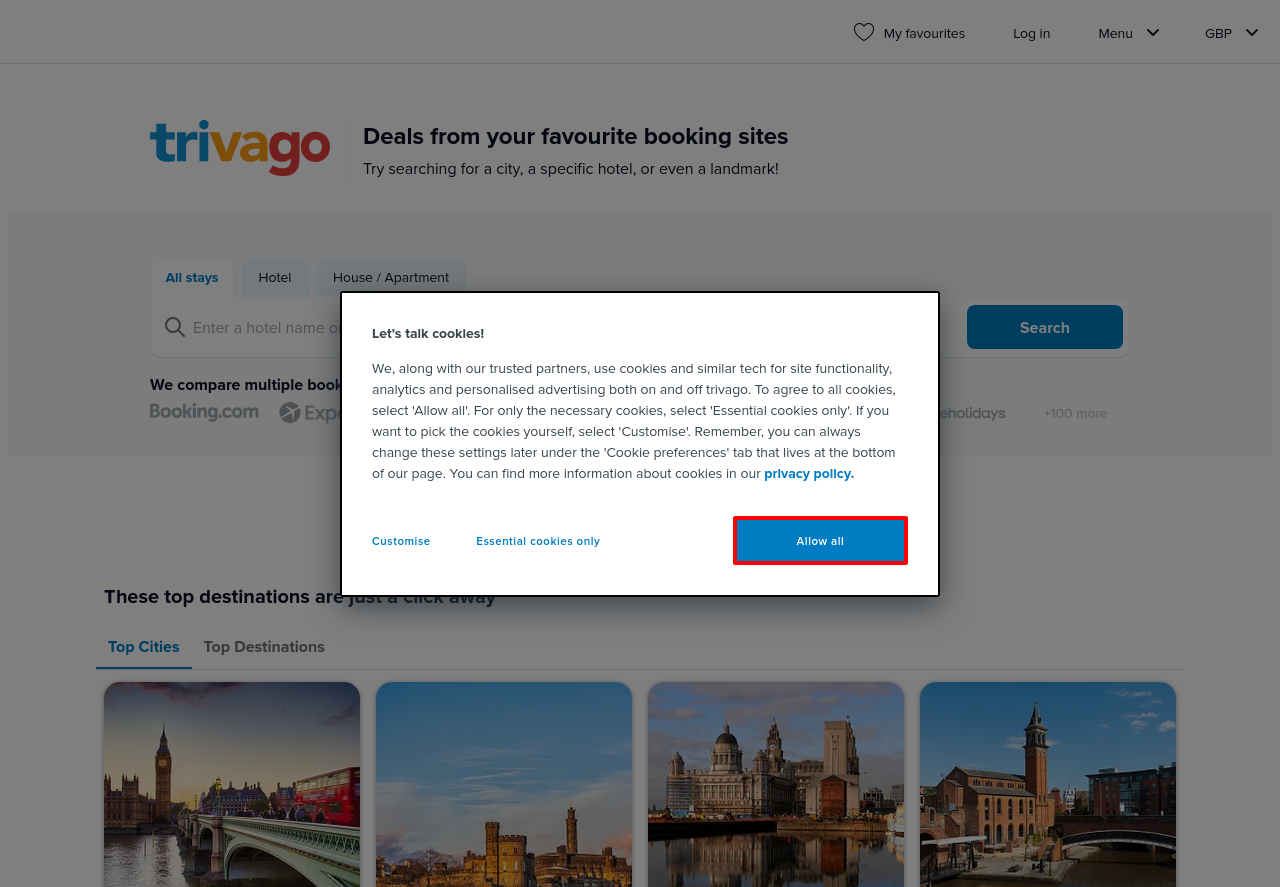 My favourites
Log in
Menu
GBP
trivago
Deals from your favourite booking sites
Try searching for a city, a specific hotel, or even a landmark!
All stays
Hotel
House / Apartment
Enter a hotel name
Search
We compare multiple
Booking.com
+100 more
Let's talk cookies!
We, along with our trusted partners, use cookies and similar tech for site functionality,
analytics and personalised advertising both on and off trivago. To agree to all cookies,
select 'Allow all'. For only the necessary cookies, select 'Essential cookies only'. If you
want to pick the cookies yourself, select 'Customise'. Remember, you can always
change these settings later under the 'Cookie preferences' tab that lives at the bottom
of our page. You can find more information about cookies in our privacy policy.
Customise
Essential cookies only
Allow all
These top destinations are just a click away
Top Cities
Top Destinations